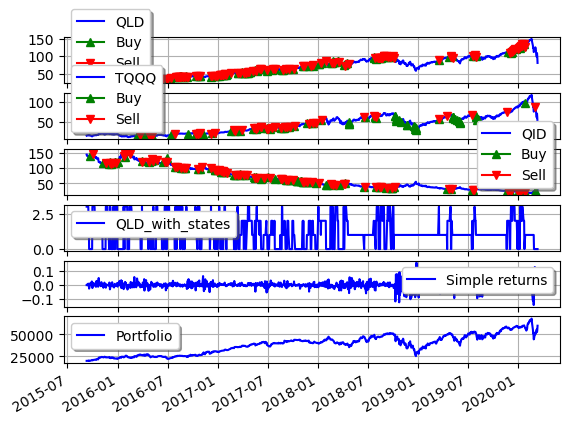 QLD
Buy
Sell
150
100
50
TQQQ
Buy
Sell
100
50
QID
Buy
Sell
150
100
50
QLD_with_states
2.5
0.0
Simple returns
0.1
0.0
−0.1
Portfolio
50000
25000
2015-07
2016-01
2016-07
2017-01
2017-07
2018-01
2018-07
2019-01
2019-07
2020-01